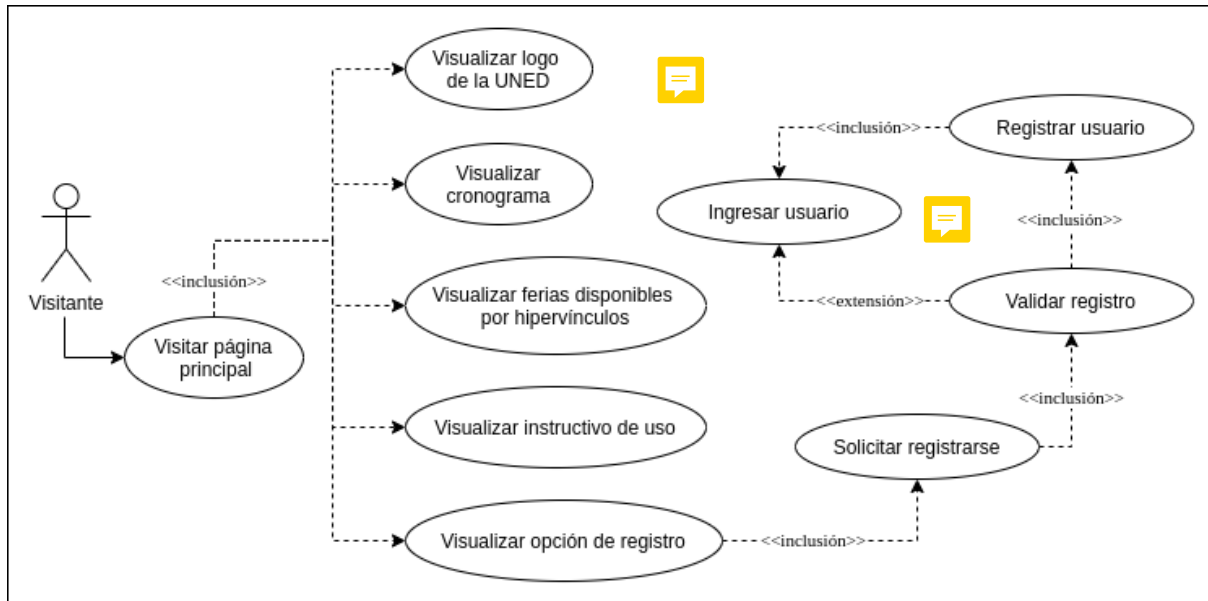 Visualizar logo
de la UNED
Visualizar
cronograma
<<inclusión>>
Registrar usuario
Ingresar usuario
<<inclusión>>
<<inclusión>>
Visitante
Visualizar ferias disponibles
por hipervínculos
<<extensión>>
Validar registro
Visitar página
principal
<<inclusión>>
Visualizar instructivo de uso
Solicitar registrarse
Visualizar opción de registro
<<inclusión>>